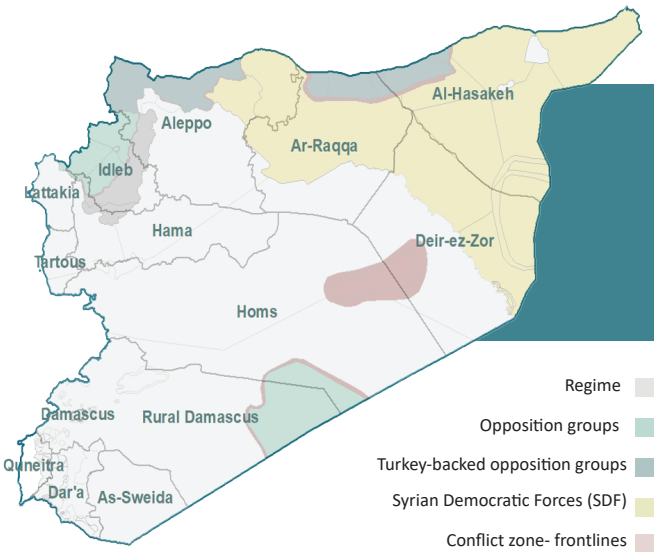 Al-Hasakeh
Aleppo
Ar-Raqqa
Idleb
Lattakia
Hama
Deir-ez-Zor
Tartous
Homs
Damascus
Rural Damascus
Quneitra
Dar'a
As-Sweida
Regime
Opposition groups
Turkey-backed opposition groups
Syrian Democratic Forces (SDF)
Conflict zone- frontlines